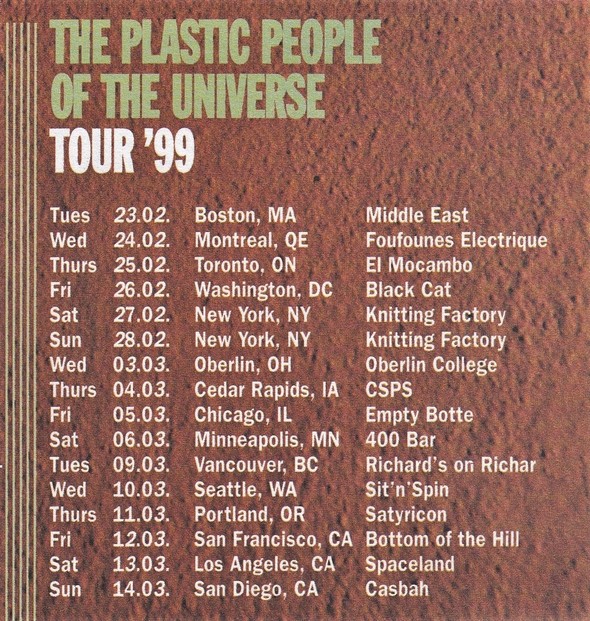 THE PLASTIC PEOPLE
OF THE UNIVERSE
TOUR '99
Tues 23.02. Boston, MA Middle East
Wed 24.02. Montreal, QE Foufounes Electrique
Thurs 25.02. Toronto, ON El Mocambo
Fri 26.02. Washington, DC Black Cat
Sat 27.02. New York, NY Knitting Factory
Sun 28.02. New York, NY Knitting Factory
Wed 03.03. Oberlin, OH Oberlin College
Thurs 04.03. Cedar Rapids, IA CSPS
Fri 05.03. Chicago, IL Empty Botte
Sat 06.03. Minneapolis, MN 400 Bar
Tues 09.03. Vancouver, BC Richard's on Richar
Wed 10.03. Seattle, WA Sit'n'Spin
Thurs 11.03. Portland, OR Satyricon
Fri 12.03. San Francisco, CA Bottom of the Hill
Sat 13.03. Los Angeles, CA Spaceland
Sun 14.03. San Diego, CA Casbah